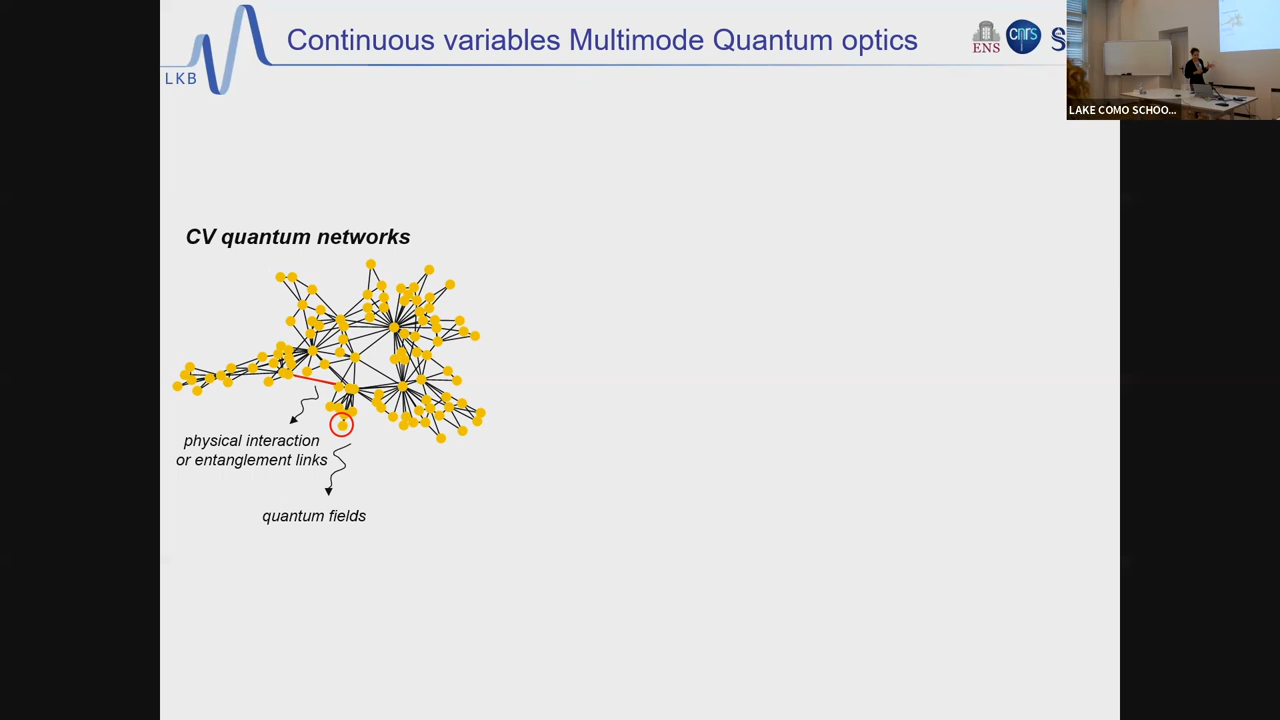 Continuous variables Multimode Quantum optics
LKB
ENS
cnrs
S
LAKE COMO SCHOO...
CV quantum networks
physical interaction
or entanglement links
quantum fields